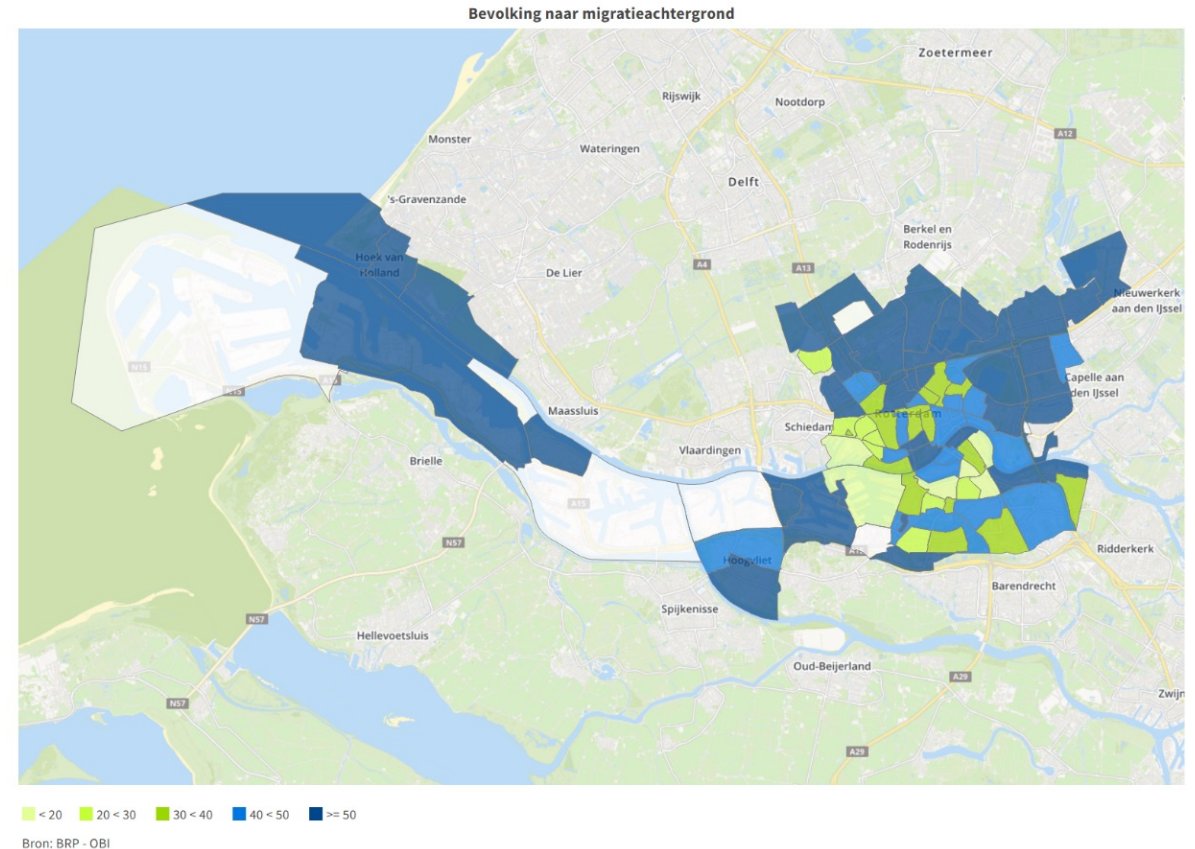 Bevolking naar migratieachtergrond
Zoetermeer
Rijswijk
Nootdorp
A12
Monster
Wateringen
Delft
's-Gravenzande
Berkel en
Rodenrijs
Hoek van
Holland
De Lier
A4
A13
Nieuwerkerk
aan den IJssel
N15
A15
Capelle aan
den IJssel
Maassluis
Rotterdam
Schiedam
Vlaardingen
Brielle
A15
N57
A15
Hoogvliet
Ridderkerk
Barendrecht
Spijkenisse
N57
Hellevoetsluis
Oud-Beijerland
A29
N57
Zwijn
A29
< 20
20 < 30
30 < 40
40 < 50
>= 50
Bron: BRP - OBI